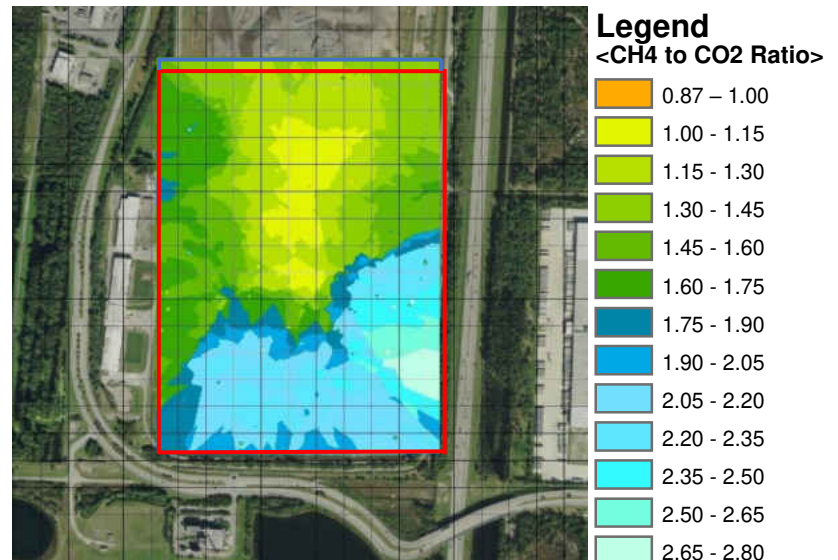 Legend
<CH4 to CO2 Ratio>
0.87 – 1.00
1.00 - 1.15
1.15 - 1.30
1.30 - 1.45
1.45 - 1.60
1.60 - 1.75
1.75 - 1.90
1.90 - 2.05
2.05 - 2.20
2.20 - 2.35
2.35 - 2.50
2.50 - 2.65
2.65 - 2.80